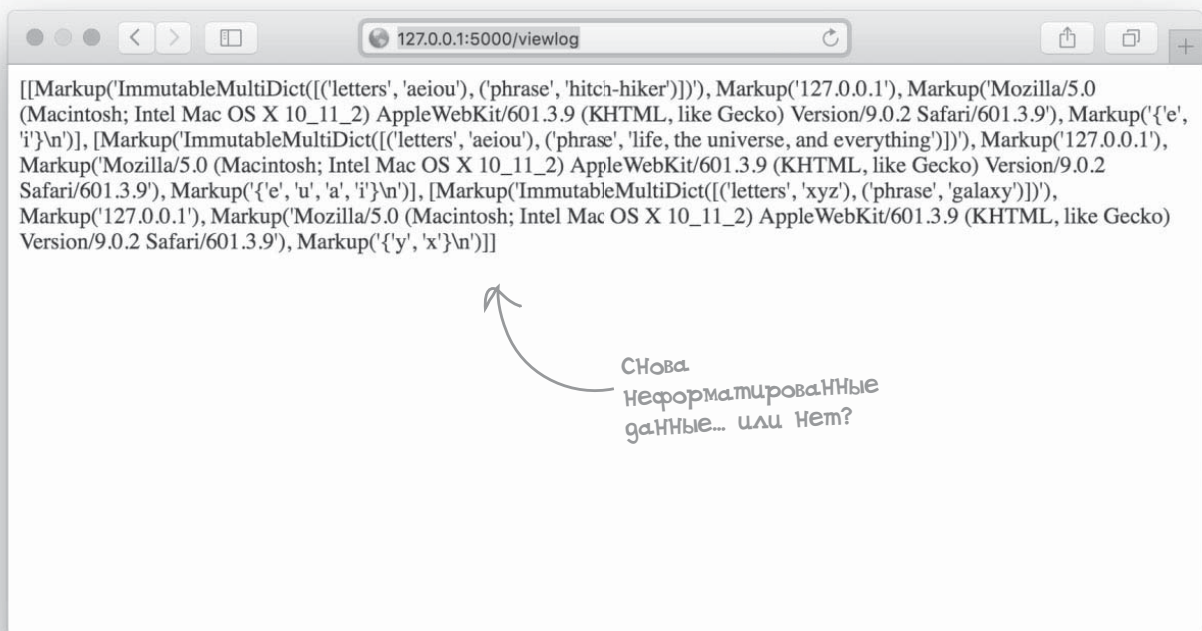 127.0.0.1:5000/viewlog
[[Markup('ImmutableMultiDict([('letters', 'aeiou'), ('phrase', 'hitch-hiker')])'), Markup('127.0.0.1'), Markup('Mozilla/5.0
(Macintosh; Intel Mac OS X 10_11_2) AppleWebKit/601.3.9 (KHTML, like Gecko) Version/9.0.2 Safari/601.3.9'), Markup('{'e',
'i'}\n')], [Markup('ImmutableMultiDict([('letters', 'aeiou'), ('phrase', 'life, the universe, and everything')])'), Markup('127.0.0.1'),
Markup('Mozilla/5.0 (Macintosh; Intel Mac OS X 10_11_2) AppleWebKit/601.3.9 (KHTML, like Gecko) Version/9.0.2
Safari/601.3.9'), Markup('{'e', 'u', 'a', 'i'}\n')], [Markup('ImmutableMultiDict([('letters', 'xyz'), ('phrase', 'galaxy')])'),
Markup('127.0.0.1'), Markup('Mozilla/5.0 (Macintosh; Intel Mac OS X 10_11_2) AppleWebKit/601.3.9 (KHTML, like Gecko)
Version/9.0.2 Safari/601.3.9'), Markup('{'y', 'x'}\n')]]
Снова
неформатированные
данные... или нет?